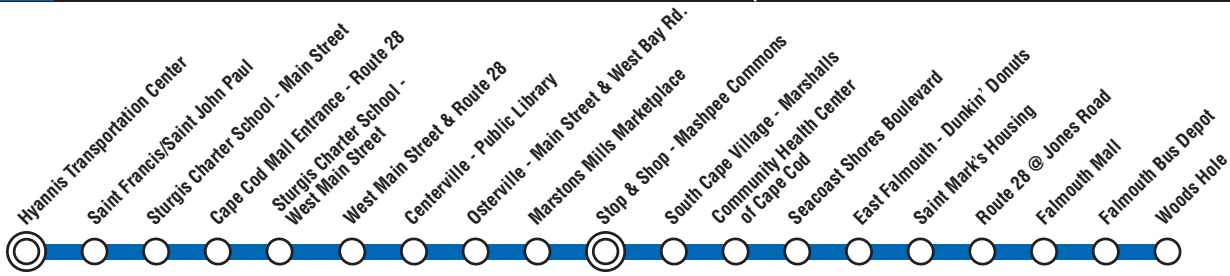 Hyannis Transportation Center
Saint Francis/Saint John Paul
Sturgis Charter School - Main Street
Cape Cod Mall Entrance - Route 28
Sturgis Charter School -
West Main Street
West Main Street & Route 28
Centerville - Public Library
Osterville - Main Street & West Bay Rd.
Marstons Mills Marketplace
Stop & Shop - Mashpee Commons
South Cape Village - Marshalls
Community Health Center
of Cape Cod
Seacoast Shores Boulevard
East Falmouth - Dunkin' Donuts
Saint Mark's Housing
Route 28 @ Jones Road
Falmouth Mall
Falmouth Bus Depot
Woods Hole